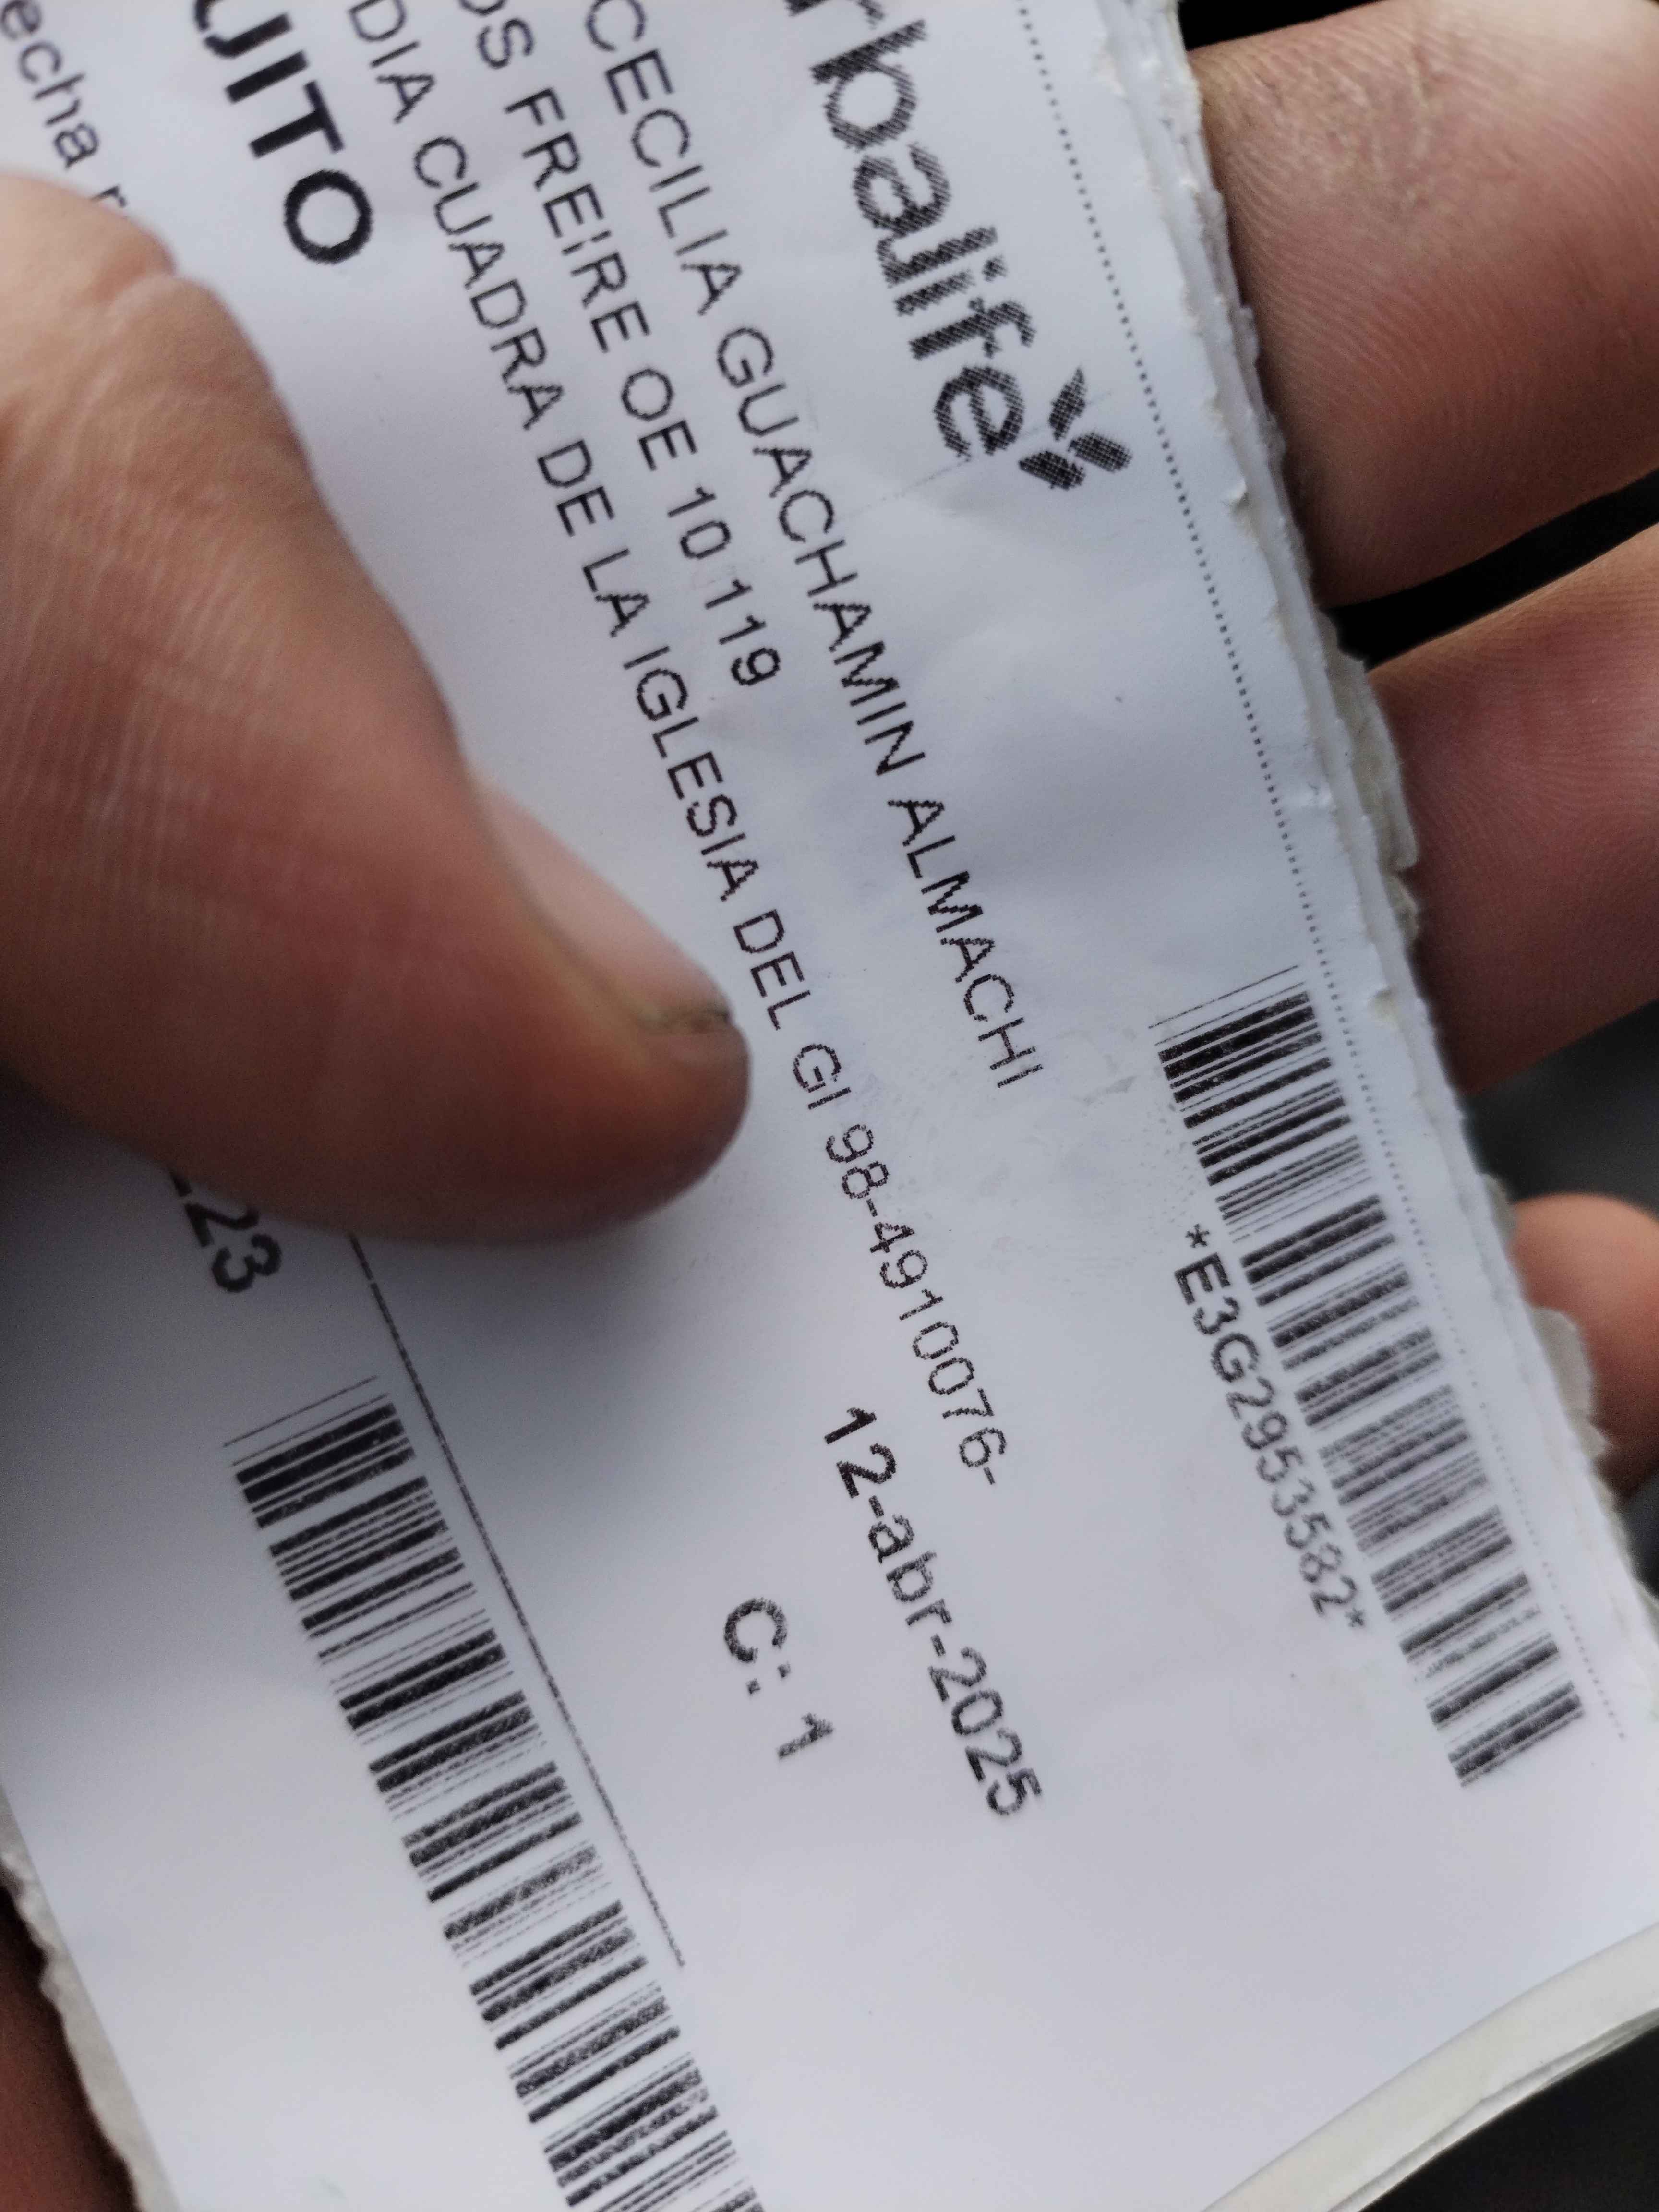 rbalife
*E3G29535582*
CECILIA GUACHAMIN ALMACHI
OS FREIRE OE 10 119
DIA CUADRA DE LA IGLESIA DEL GI 98-4910076-
12-abr-2025
UITO
C: 1
echa
23